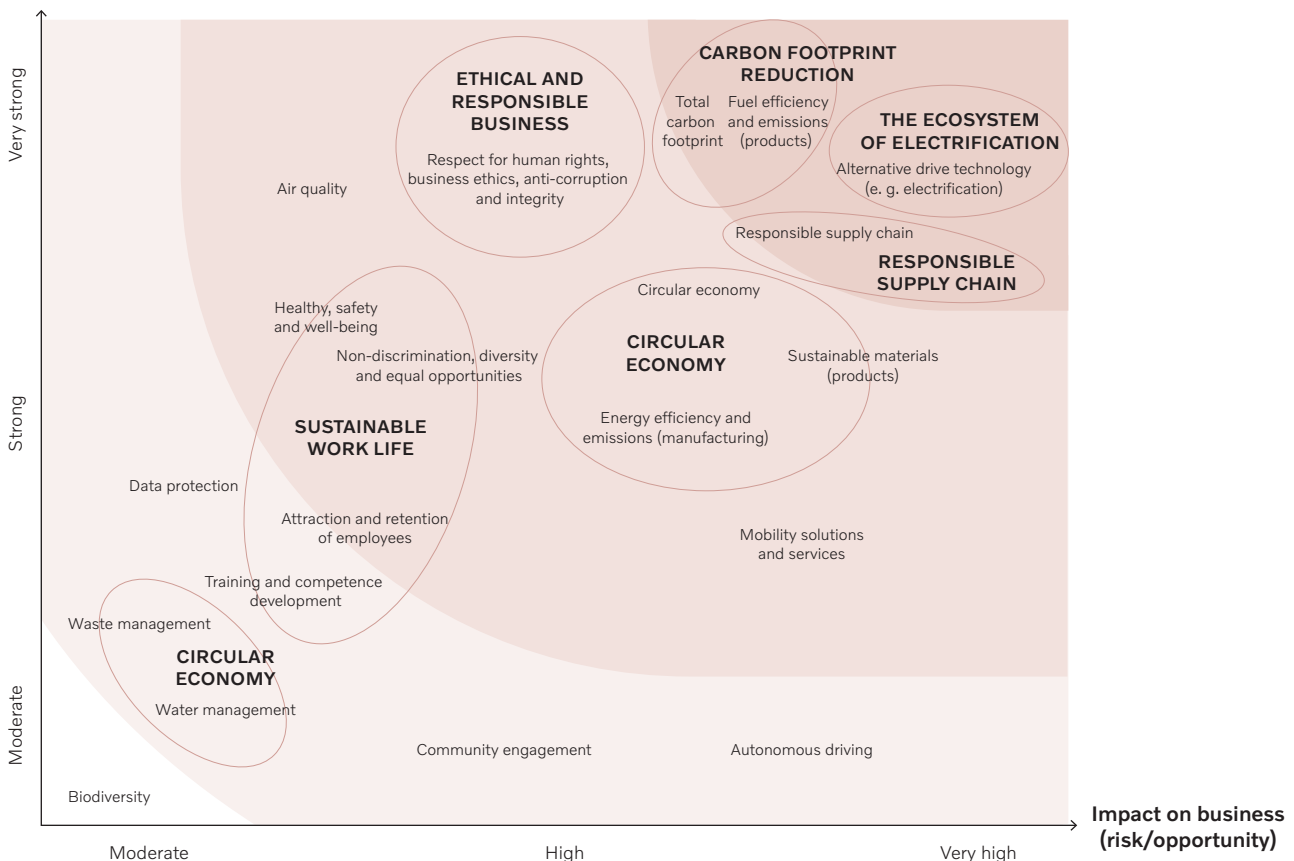 Very strong
Strong
Moderate
CARBON FOOTPRINT
REDUCTION
Total
carbon
footprint
Fuel efficiency
and emissions
(products)
ETHICAL AND
RESPONSIBLE
BUSINESS
Respect for human rights,
business ethics, anti-corruption
and integrity
THE ECOSYSTEM
OF ELECTRIFICATION
Alternative drive technology
(e. g. electrification)
Air quality
Responsible supply chain
RESPONSIBLE
SUPPLY CHAIN
Healthy, safety
and well-being
Non-discrimination, diversity
and equal opportunities
SUSTAINABLE
WORK LIFE
Attraction and retention
of employees
Training and competence
development
Circular economy
CIRCULAR
ECONOMY
Sustainable materials
(products)
Energy efficiency and
emissions (manufacturing)
Data protection
Mobility solutions
and services
Waste management
CIRCULAR
ECONOMY
Water management
Community engagement
Autonomous driving
Biodiversity
Impact on business
(risk/opportunity)
Moderate
High
Very high